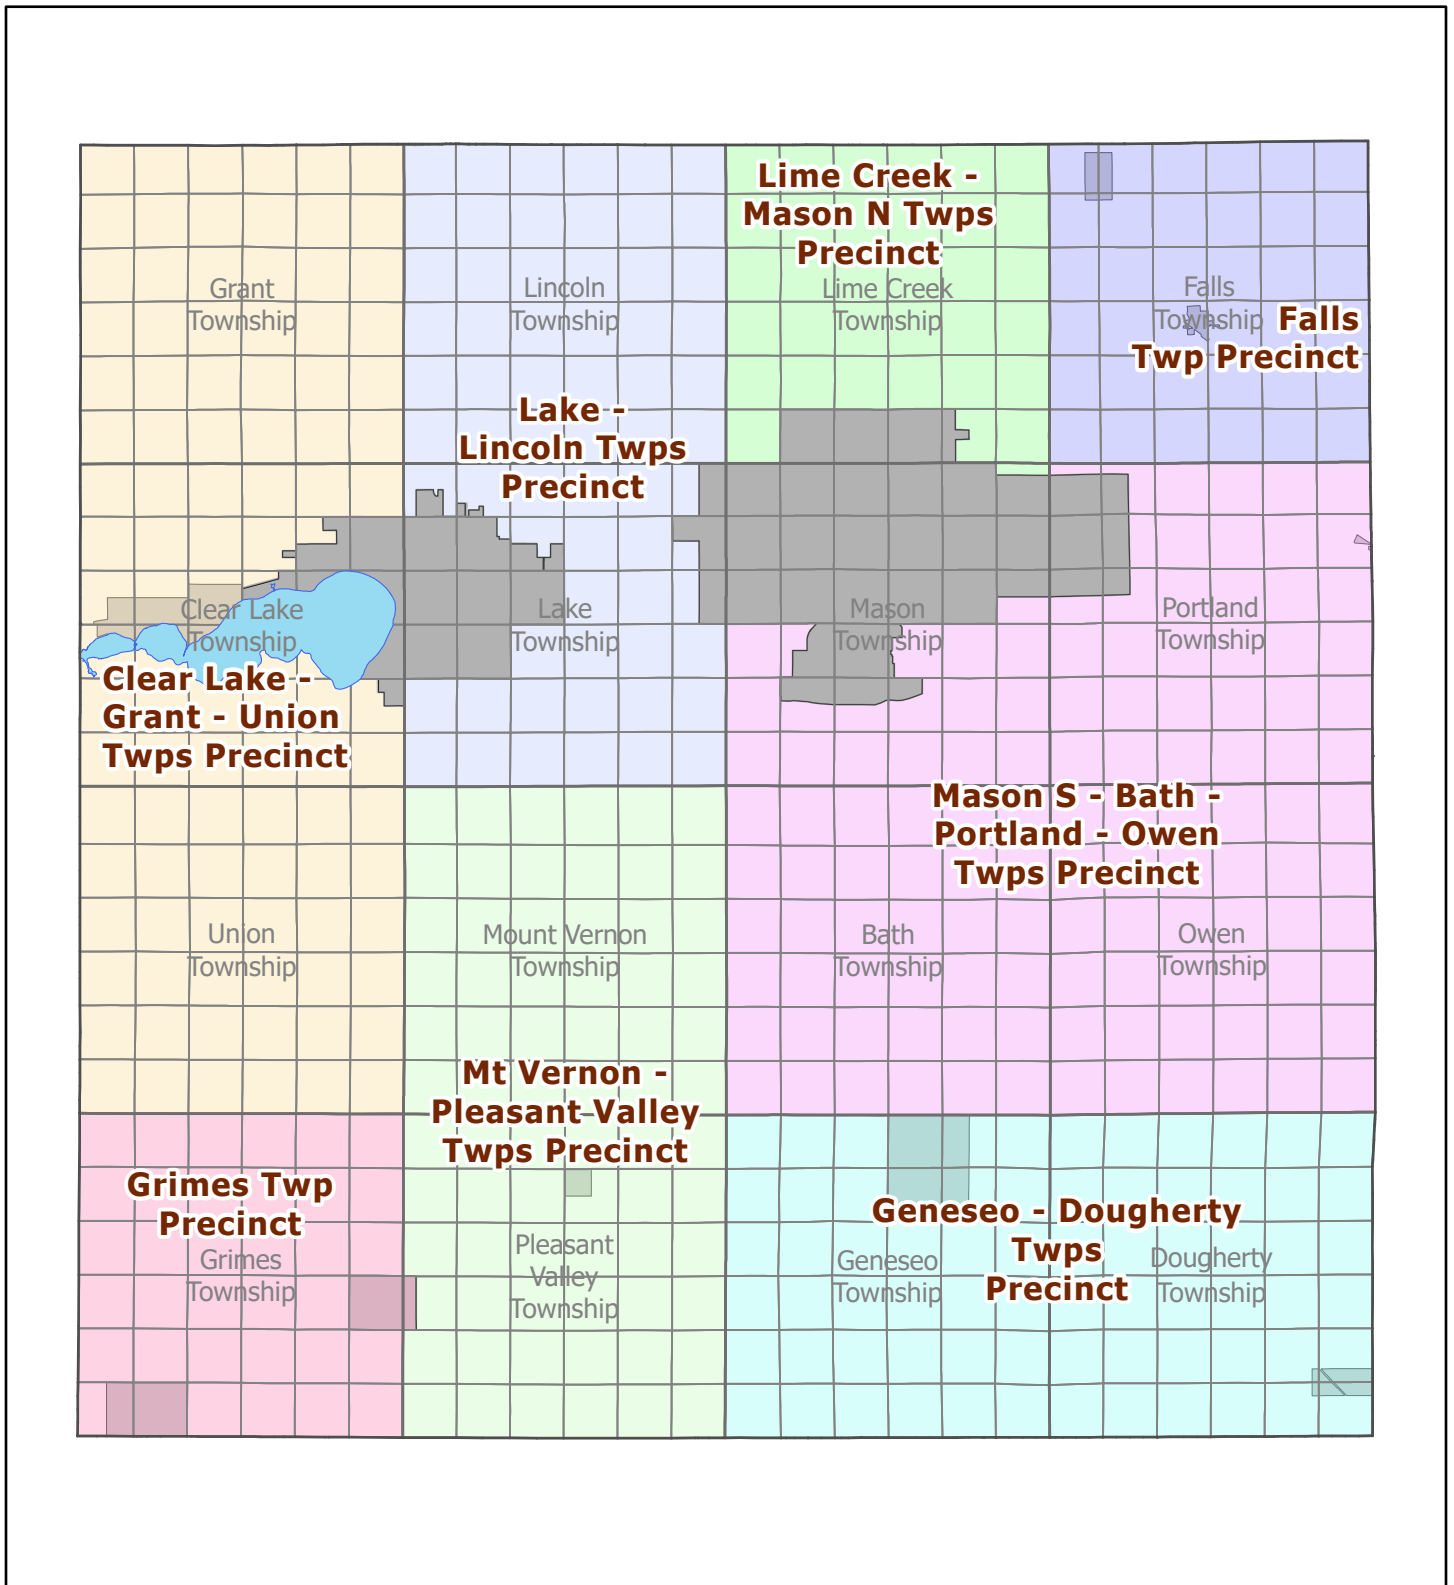 Lime Creek -
Mason N Twps
Precinct
Grant
Township
Lincoln
Township
Lime Creek
Township
Falls
Township
Falls
Twp Precinct
Lake -
Lincoln Twps
Precinct
Clear Lake
Township
Lake
Township
Mason
Township
Portland
Township
Clear Lake -
Grant - Union
Twps Precinct
Mason S - Bath -
Portland - Owen
Twps Precinct
Union
Township
Mount Vernon
Township
Bath
Township
Owen
Township
Mt Vernon -
Pleasant Valley
Twps Precinct
Grimes Twp
Precinct
Grimes
Township
Pleasant
Valley
Township
Geneseo - Dougherty
Twps
Precinct
Geneseo
Township
Dougherty
Township